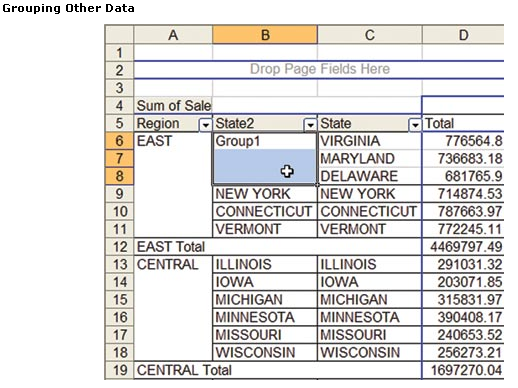 Grouping Other Data
A B C D
1
2 Drop Page Fields Here
3
4 Sum of Sale
5 Region State2 State Total
6 EAST Group1 VIRGINIA 776564.8
7 MARYLAND 736683.18
8 DELAWARE 681765.9
9 NEW YORK NEW YORK 714874.53
10 CONNECTICUT CONNECTICUT 787663.97
11 VERMONT VERMONT 772245.11
12 EAST Total 4469797.49
13 CENTRAL ILLINOIS ILLINOIS 291031.32
14 IOWA IOWA 203071.85
15 MICHIGAN MICHIGAN 315831.97
16 MINNESOTA MINNESOTA 390408.17
17 MISSOURI MISSOURI 240653.52
18 WISCONSIN WISCONSIN 256273.21
19 CENTRAL Total 1697270.04